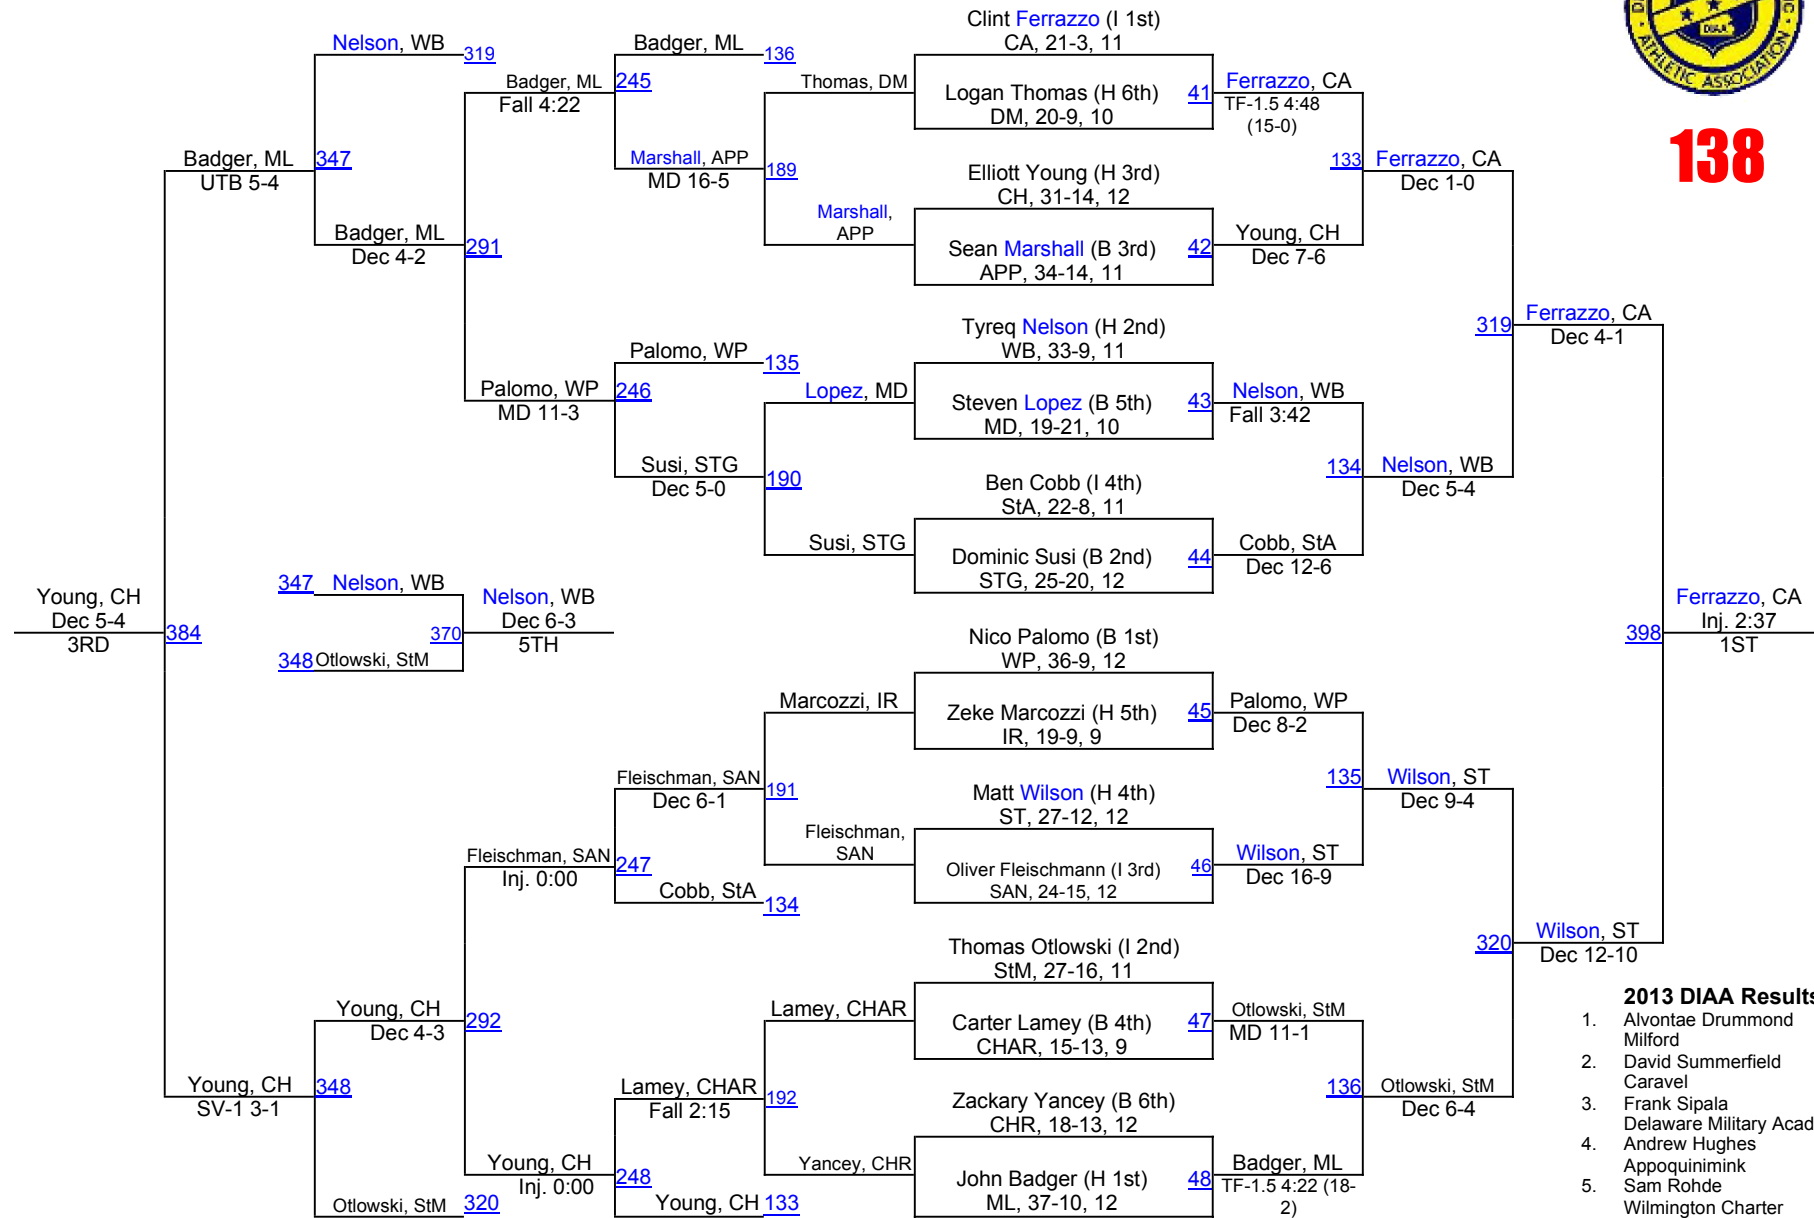 Clint Ferrazzo (I 1st)
CA, 21-3, 11
Logan Thomas (H 6th)
DM, 20-9, 10
Elliott Young (H 3rd)
CH, 31-14, 12
Sean Marshall (B 3rd)
APP, 34-14, 11
Tyreq Nelson (H 2nd)
WB, 33-9, 11
Steven Lopez (B 5th)
MD, 19-21, 10
Ben Cobb (I 4th)
StA, 22-8, 11
Dominic Susi (B 2nd)
STG, 25-20, 12
Nico Palomo (B 1st)
WP, 36-9, 12
Zeke Marcozzi (H 5th)
IR, 19-9, 9
Matt Wilson (H 4th)
ST, 27-12, 12
Oliver Fleischmann (I 3rd)
SAN, 24-15, 12
Thomas Otlowski (I 2nd)
StM, 27-16, 11
Carter Lamey (B 4th)
CHAR, 15-13, 9
Zackary Yancey (B 6th)
CHR, 18-13, 12
John Badger (H 1st)
ML, 37-10, 12
41 Ferrazzo, CA
TF-1.5 4:48
(15-0)
42 Young, CH
Dec 7-6
43 Nelson, WB
Fall 3:42
44 Cobb, StA
Dec 12-6
45 Palomo, WP
Dec 8-2
46 Wilson, ST
Dec 16-9
47 Otlowski, StM
MD 11-1
48 Badger, ML
TF-1.5 4:22 (18-
2)
133 Ferrazzo, CA
Dec 1-0
134 Nelson, WB
Dec 5-4
135 Wilson, ST
Dec 9-4
136 Otlowski, StM
Dec 6-4
319 Ferrazzo, CA
Dec 4-1
320 Wilson, ST
Dec 12-10
398 Ferrazzo, CA
Inj. 2:37
1ST
Thomas, DM
Marshall,
APP
189
Lopez, MD
Susi, STG
190
Marcozzi, IR
Fleischman,
SAN
191
Lamey, CHAR
Yancey, CHR
192
Badger, ML 136
Marshall, APP
MD 16-5
245
Palomo, WP 135
Susi, STG
Dec 5-0
246
Fleischman, SAN
Dec 6-1
Cobb, StA 134
247
Lamey, CHAR
Fall 2:15
Young, CH 133
248
Badger, ML
Fall 4:22
Palomo, WP
MD 11-3
291
Fleischman, SAN
Inj. 0:00
Young, CH
Inj. 0:00
292
Nelson, WB 319
Badger, ML
Dec 4-2
347
Young, CH
Dec 4-3
Otlowski, StM 320
348
Badger, ML
UTB 5-4
Young, CH
SV-1 3-1
384
Young, CH
Dec 5-4
3RD
347 Nelson, WB
348 Otlowski, StM
370
Nelson, WB
Dec 6-3
5TH
DIAA
ATHLETIC ASSOCIATION
138
2013 DIAA Results
1. Alvontae Drummond
Milford
2. David Summerfield
Caravel
3. Frank Sipala
Delaware Military Acad
4. Andrew Hughes
Appoquinimink
5. Sam Rohde
Wilmington Charter